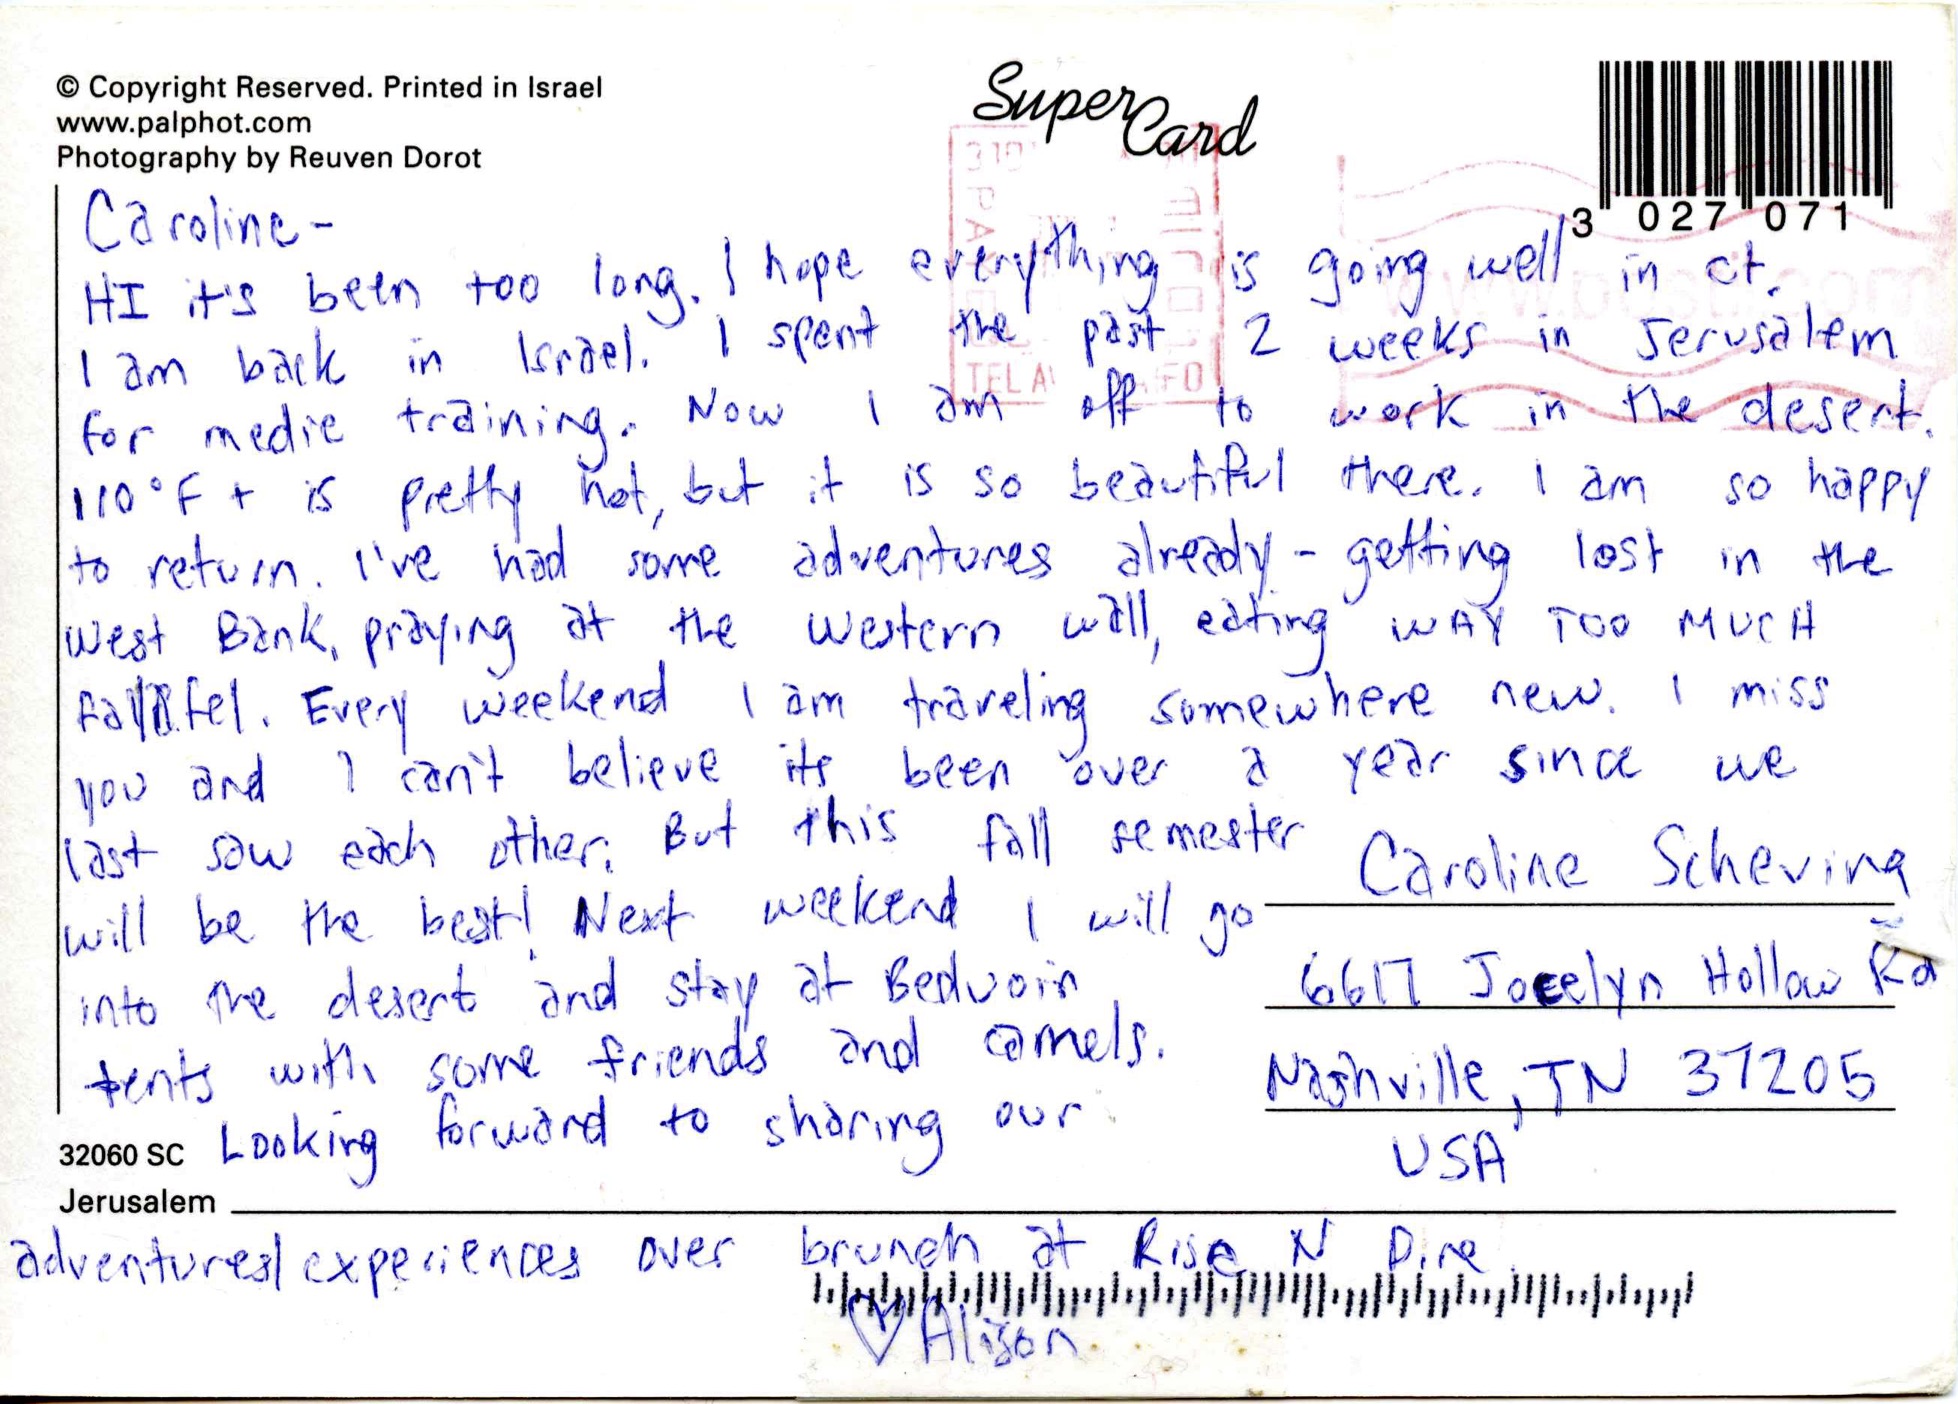 © Copyright Reserved. Printed in Israel
www.palphot.com
Photography by Reuven Dorot
Super Card
3 027 071
Caroline-
HI it's been too long. I hope everything is going well in ct.
I am back in Israel. I spent the past 2 weeks in Jerusalem
for medic training. Now I am off to work in the desert.
110°F + is pretty hot, but it is so beautiful there. I am so happy
to return. I've had some adventures already - getting lost in the
West Bank, praying at the Western wall, eating WAY TOO MUCH
falafel. Every weekend I am traveling somewhere new. I miss
you and I can't believe its been over a year since we
last saw each other. But this fall semester
will be the best! Next weekend I will go
into the desert and stay at Beduoin
tents with some friends and camels.
Looking forward to sharing our
adventures/experiences over brunch at Rise N Dine
♡ Alison
Caroline Scheving
6617 Jocelyn Hollow Rd
Nashville, TN 37205
USA
32060 SC
Jerusalem
TEL A